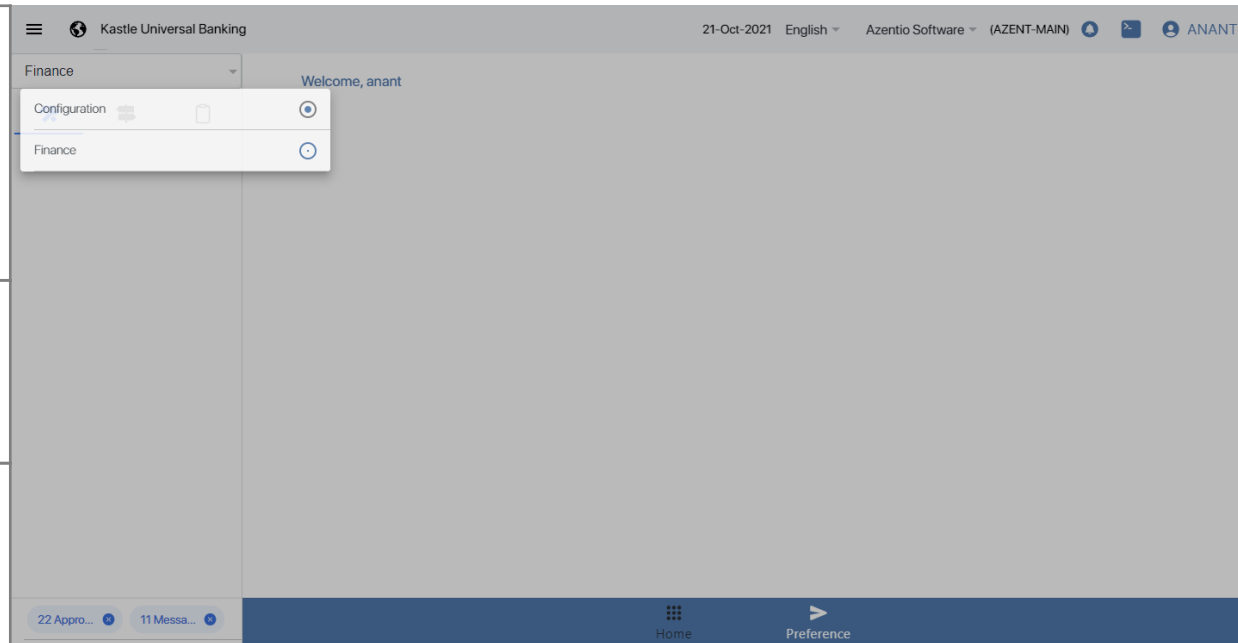 Kastle Universal Banking 21-Oct-2021 English Azentio Software (AZENT-MAIN) ANANT
Finance
Welcome, anant
Configuration
Finance
22 Appro... 11 Messa...
Home Preference